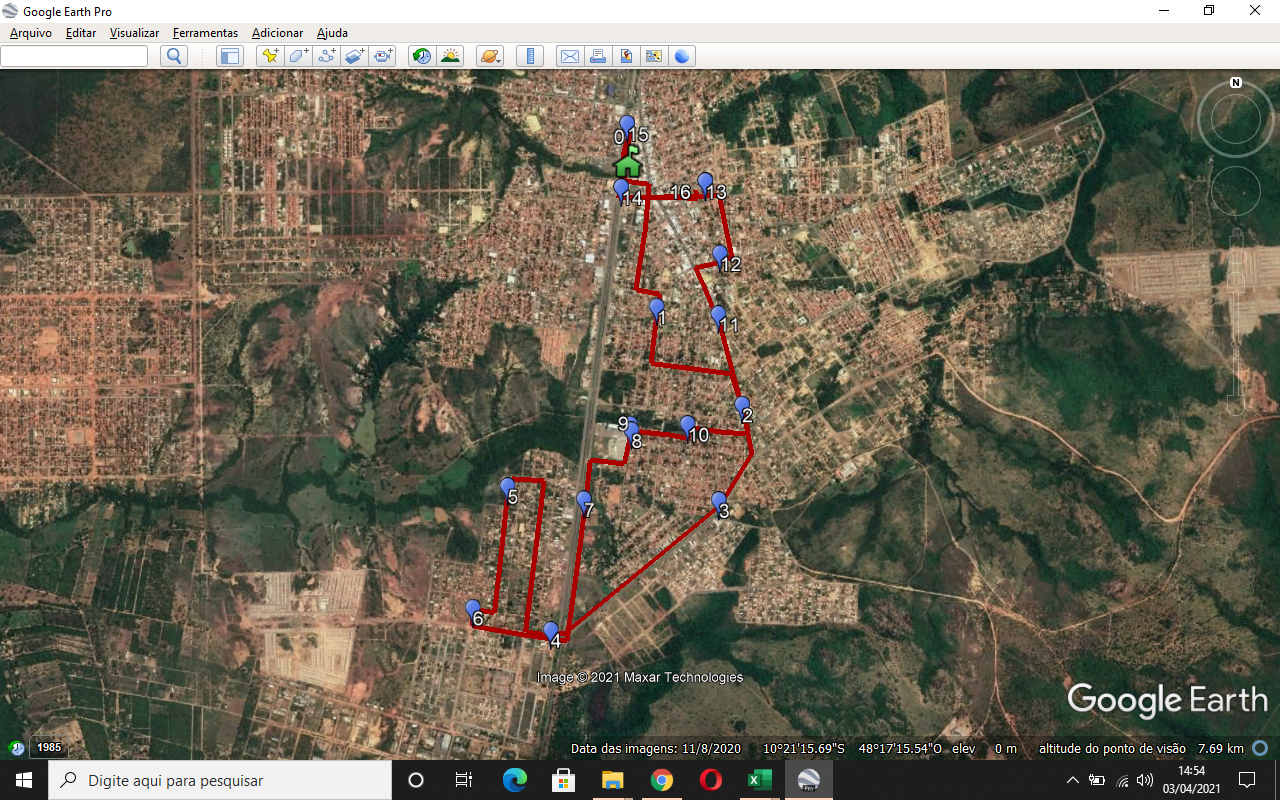 Google Earth Pro
Arquivo Editar Visualizar Ferramentas Adicionar Ajuda
N
0 15
14
16 13
12
1
11
2
9
8
10
5
7
3
6
4
Image © 2021 Maxar Technologies
Google Earth
1985
Data das imagens: 11/8/2020 10°21'15.69"S 48°17'15.54"O elev 0 m altitude do ponto de visão 7.69 km
Digite aqui para pesquisar
Pro
14:54
03/04/2021